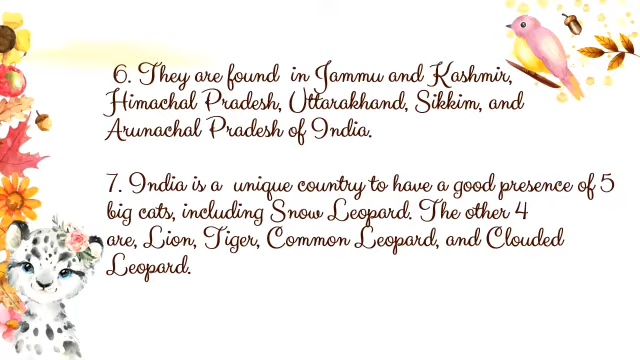 6. They are found in Jammu and Kashmir,
Himachal Pradesh, Uttarakhand, Sikkim, and
Arunachal Pradesh of India.
7. India is a unique country to have a good presence of 5
big cats, including Snow Leopard. The other 4
are, Lion, Tiger, Common Leopard, and Clouded
Leopard.